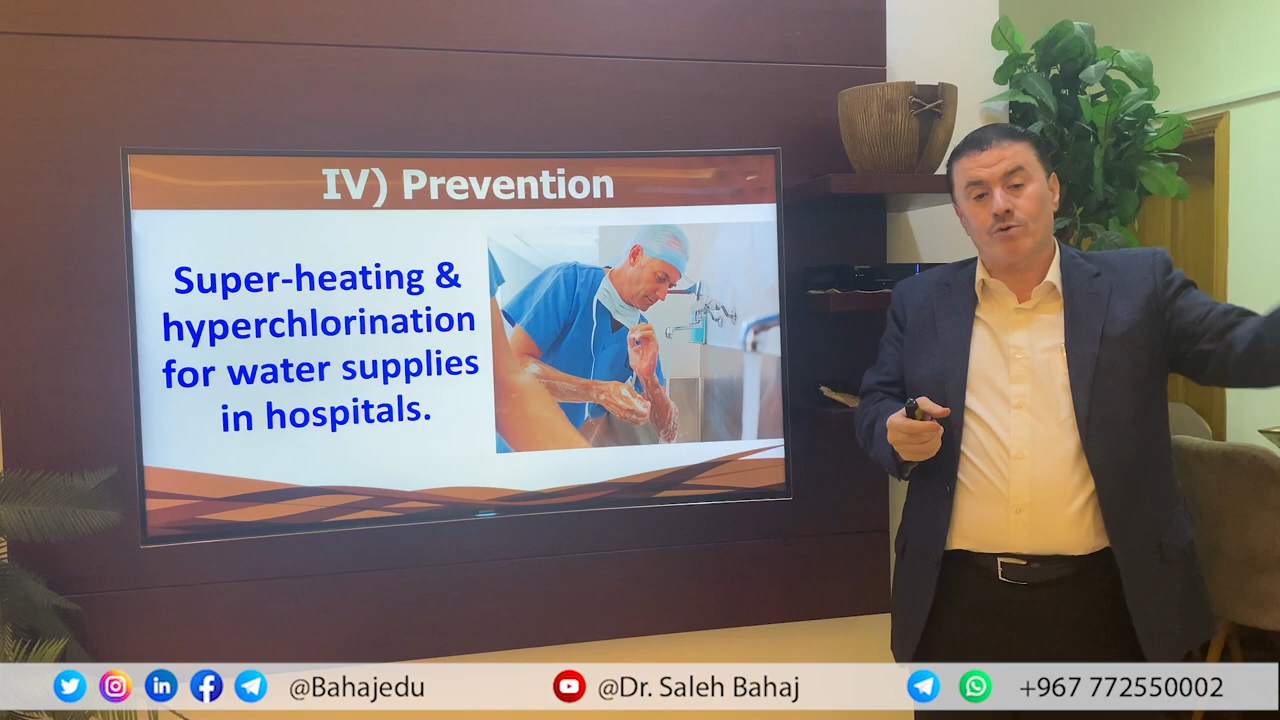 IV) Prevention
Super-heating &
hyperchlorination
for water supplies
in hospitals.
@Bahajedu
@Dr. Saleh Bahaj
+967 772550002